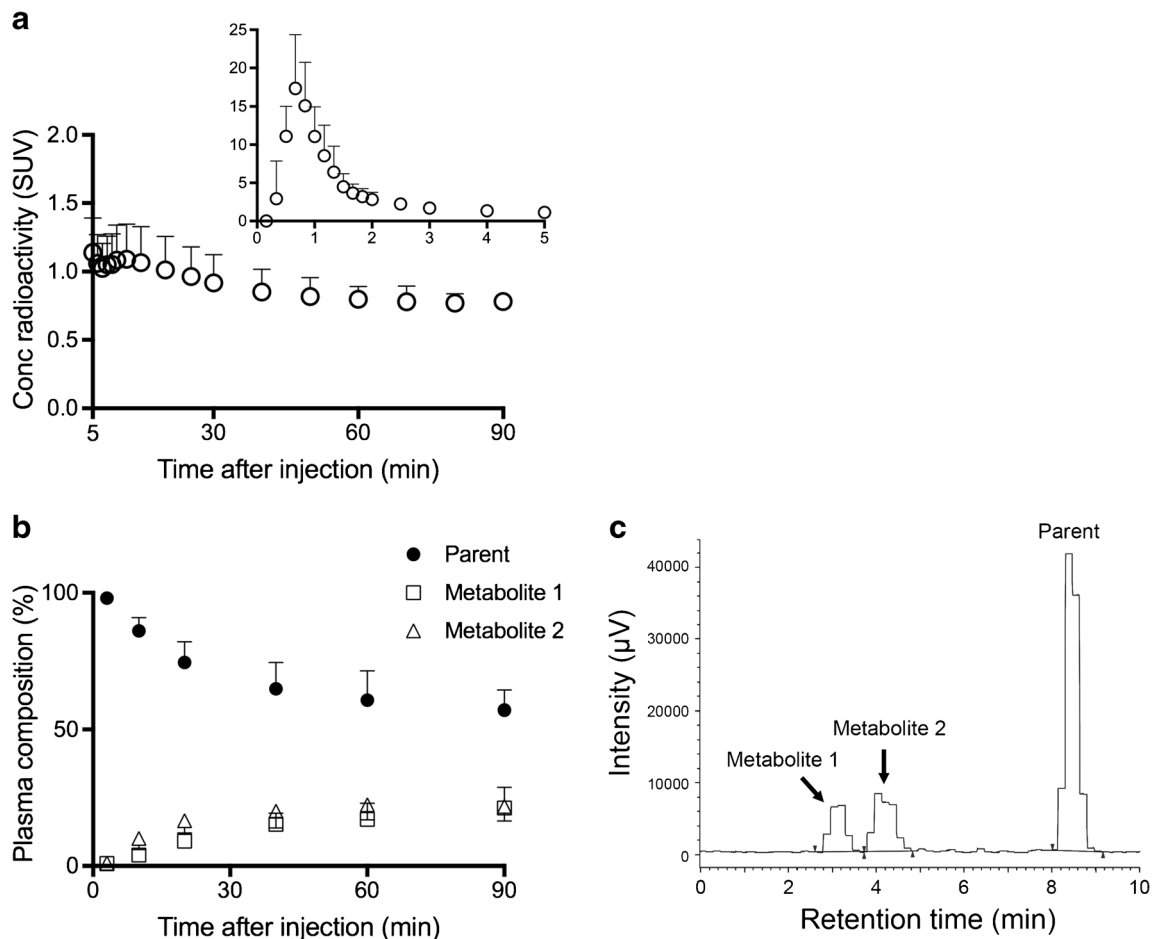 a
25
20
15
10
5
0
0 1 2 3 4 5
Conc radioactivity (SUV)
2.0
1.5
1.0
0.5
0.0
5 30 60 90
Time after injection (min)
b
Parent
Metabolite 1
Metabolite 2
Plasma composition (%)
100
50
0
0 30 60 90
Time after injection (min)
c
Parent
Metabolite 2
Metabolite 1
Intensity (µV)
40000
30000
20000
10000
0
0 2 4 6 8 10
Retention time (min)